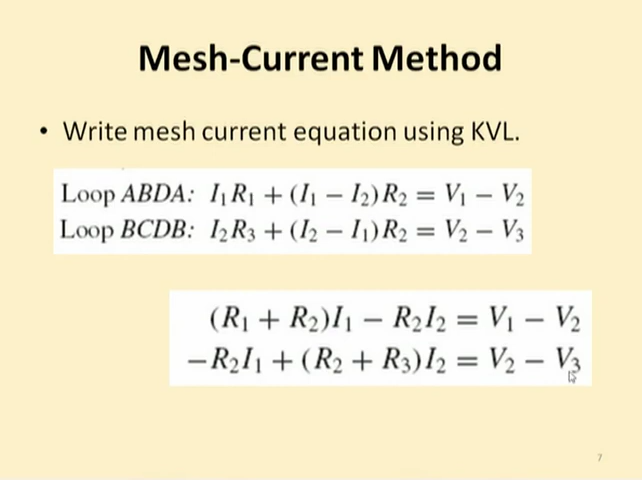 Mesh-Current Method
• Write mesh current equation using KVL.
Loop ABDA: I₁R₁ + (I₁ − I₂)R₂ = V₁ − V₂
Loop BCDB: I₂R₃ + (I₂ − I₁)R₂ = V₂ − V₃
(R₁ + R₂)I₁ − R₂I₂ = V₁ − V₂
−R₂I₁ + (R₂ + R₃)I₂ = V₂ − V₃
7